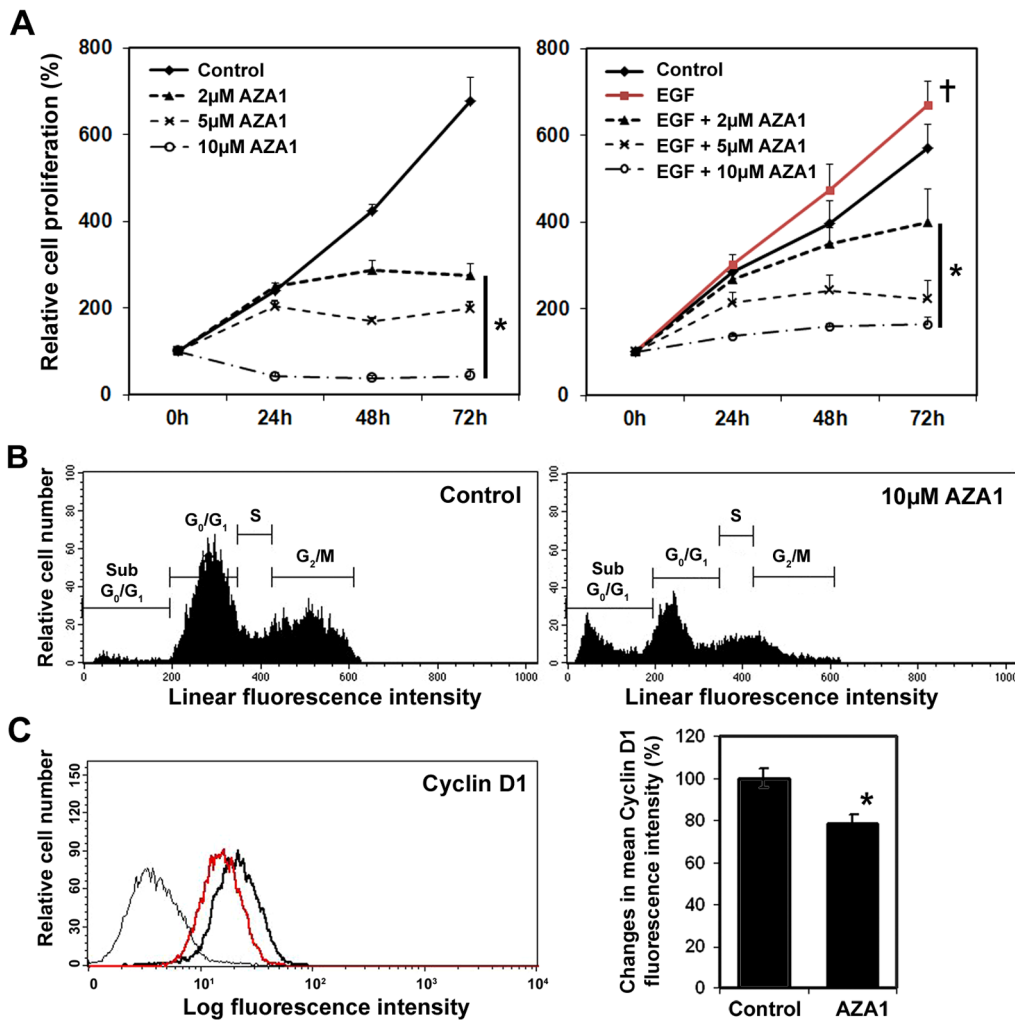 A
Relative cell proliferation (%)
800
600
400
200
0
Control
2µM AZA1
5µM AZA1
10µM AZA1
*
0h 24h 48h 72h
800
600
400
200
0
Control
EGF
EGF + 2µM AZA1
EGF + 5µM AZA1
EGF + 10µM AZA1
†
*
0h 24h 48h 72h
B
Relative cell number
100
80
60
40
20
0
Control
Sub
G0/G1
G0/G1
S
G2/M
0 200 400 600 800 1000
Linear fluorescence intensity
100
80
60
40
20
0
10µM AZA1
Sub
G0/G1
G0/G1
S
G2/M
0 200 400 600 800 1000
Linear fluorescence intensity
C
Relative cell number
150
120
90
60
30
0
Cyclin D1
0 10¹ 10² 10³ 10⁴
Log fluorescence intensity
Changes in mean Cyclin D1
fluorescence intensity (%)
120
100
80
60
40
20
0
*
Control AZA1